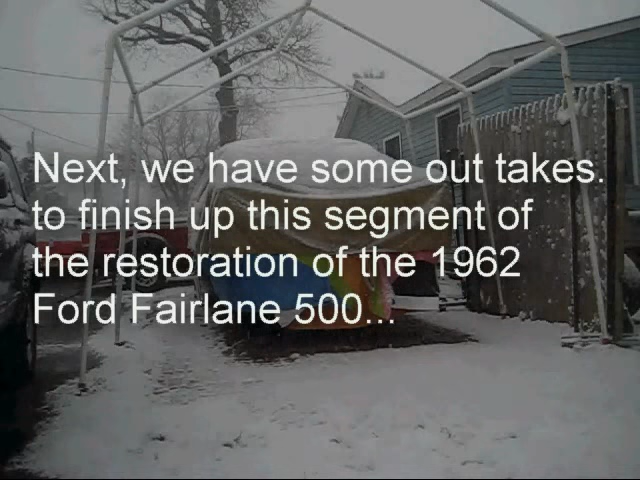 Next, we have some out takes.
to finish up this segment of
the restoration of the 1962
Ford Fairlane 500...